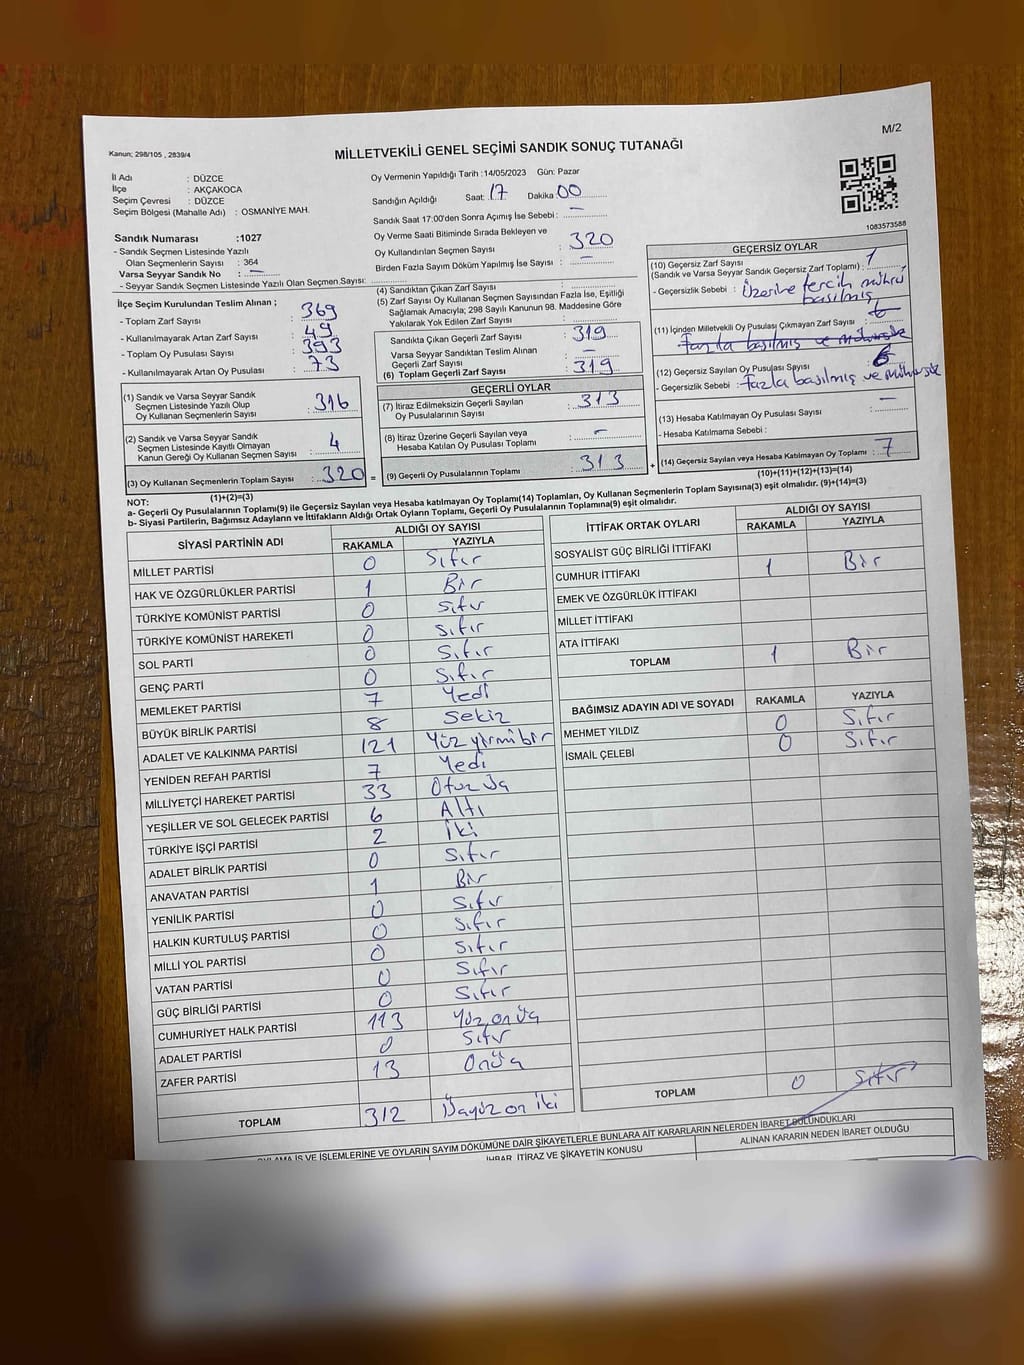 M/2
Kanun; 298/105 , 2839/4
MİLLETVEKİLİ GENEL SEÇİMİ SANDIK SONUÇ TUTANAĞI
İl Adı : DÜZCE
İlçe : AKÇAKOCA
Seçim Çevresi : DÜZCE
Seçim Bölgesi (Mahalle Adı) : OSMANİYE MAH.
Sandık Numarası :1027
- Sandık Seçmen Listesinde Yazılı
Olan Seçmenlerin Sayısı : 364
Varsa Seyyar Sandık No : -
- Seyyar Sandık Seçmen Listesinde Yazılı Olan Seçmen Sayısı:
Oy Vermenin Yapıldığı Tarih :14/05/2023 Gün: Pazar
Sandığın Açıldığı Saat: 17 Dakika: 00
Sandık Saat 17:00'den Sonra Açımış İse Sebebi : -
Oy Verme Saati Bitiminde Sırada Bekleyen ve
Oy Kullandırılan Seçmen Sayısı : 320
Birden Fazla Sayım Döküm Yapılmış İse Sayısı : -
1083573588
İlçe Seçim Kurulundan Teslim Alınan ;
- Toplam Zarf Sayısı : 369
- Kullanılmayarak Artan Zarf Sayısı : 49
- Toplam Oy Pusulası Sayısı : 393
- Kullanılmayarak Artan Oy Pusulası : 73
(1) Sandık ve Varsa Seyyar Sandık
Seçmen Listesinde Yazılı Olup
Oy Kullanan Seçmenlerin Sayısı : 316
(2) Sandık ve Varsa Seyyar Sandık
Seçmen Listesinde Kayıtlı Olmayan
Kanun Gereği Oy Kullanan Seçmen Sayısı : 4
(3) Oy Kullanan Seçmenlerin Toplam Sayısı : 320 =
(1)+(2)=(3)
(4) Sandıktan Çıkan Zarf Sayısı :
(5) Zarf Sayısı Oy Kullanan Seçmen Sayısından Fazla İse, Eşitliği
Sağlamak Amacıyla; 298 Sayılı Kanunun 98. Maddesine Göre
Yakılarak Yok Edilen Zarf Sayısı :
Sandıkta Çıkan Geçerli Zarf Sayısı : 319
Varsa Seyyar Sandıktan Teslim Alınan
Geçerli Zarf Sayısı : -
(6) Toplam Geçerli Zarf Sayısı : 319
GEÇERLİ OYLAR
(7) İtiraz Edilmeksizin Geçerli Sayılan
Oy Pusulalarının Sayısı : 313
(8) İtiraz Üzerine Geçerli Sayılan veya
Hesaba Katılan Oy Pusulası Toplamı : -
(9) Geçerli Oy Pusulalarının Toplamı : 313 +
GEÇERSİZ OYLAR
(10) Geçersiz Zarf Sayısı
(Sandık ve Varsa Seyyar Sandık Geçersiz Zarf Toplamı) : 1
- Geçersizlik Sebebi : Üzerine tercih mührü
basılmış
(11) İçinden Milletvekili Oy Pusulası Çıkmayan Zarf Sayısı :
Fazla basılmış ve mühürsüz
(12) Geçersiz Sayılan Oy Pusulası Sayısı : 6
- Geçersizlik Sebebi : fazla basılmış ve mühürsüz
(13) Hesaba Katılmayan Oy Pusulası Sayısı : -
- Hesaba Katılmama Sebebi :
(14) Geçersiz Sayılan veya Hesaba Katılmayan Oy Toplamı : 7
(10)+(11)+(12)+(13)=(14)
NOT:
a- Geçerli Oy Pusulalarının Toplamı(9) ile Geçersiz Sayılan veya Hesaba katılmayan Oy Toplamı(14) Toplamları, Oy Kullanan Seçmenlerin Toplam Sayısına(3) eşit olmalıdır. (9)+(14)=(3)
b- Siyasi Partilerin, Bağımsız Adayların ve İttifakların Aldığı Ortak Oyların Toplamı, Geçerli Oy Pusulalarının Toplamına(9) eşit olmalıdır.
SİYASİ PARTİNİN ADI ALDIĞI OY SAYISI
RAKAMLA YAZIYLA
MİLLET PARTİSİ 0 Sıfır
HAK VE ÖZGÜRLÜKLER PARTİSİ 1 Bir
TÜRKİYE KOMÜNİST PARTİSİ 0 Sıfır
TÜRKİYE KOMÜNİST HAREKETİ 0 Sıfır
SOL PARTİ 0 Sıfır
GENÇ PARTİ 0 Sıfır
MEMLEKET PARTİSİ 7 Yedi
BÜYÜK BİRLİK PARTİSİ 8 Sekiz
ADALET VE KALKINMA PARTİSİ 121 Yüz yirmi bir
YENİDEN REFAH PARTİSİ 7 Yedi
MİLLİYETÇİ HAREKET PARTİSİ 33 Otuz üç
YEŞİLLER VE SOL GELECEK PARTİSİ 6 Altı
TÜRKİYE İŞÇİ PARTİSİ 2 İki
ADALET BİRLİK PARTİSİ 0 Sıfır
ANAVATAN PARTİSİ 1 Bir
YENİLİK PARTİSİ 0 Sıfır
HALKIN KURTULUŞ PARTİSİ 0 Sıfır
MİLLİ YOL PARTİSİ 0 Sıfır
VATAN PARTİSİ 0 Sıfır
GÜÇ BİRLİĞİ PARTİSİ 0 Sıfır
CUMHURİYET HALK PARTİSİ 113 Yüz on üç
ADALET PARTİSİ 0 Sıfır
ZAFER PARTİSİ 13 Onüç
TOPLAM 312 Üçyüz on iki
İTTİFAK ORTAK OYLARI ALDIĞI OY SAYISI
RAKAMLA YAZIYLA
SOSYALİST GÜÇ BİRLİĞİ İTTİFAKI
CUMHUR İTTİFAKI 1 Bir
EMEK VE ÖZGÜRLÜK İTTİFAKI
MİLLET İTTİFAKI
ATA İTTİFAKI
TOPLAM 1 Bir
BAĞIMSIZ ADAYIN ADI VE SOYADI RAKAMLA YAZIYLA
MEHMET YILDIZ 0 Sıfır
İSMAİL ÇELEBİ 0 Sıfır
TOPLAM 0 Sıfır
OYLAMA İŞ VE İŞLEMLERİNE VE OYLARIN SAYIM DÖKÜMÜNE DAİR ŞİKAYETLERLE BUNLARA AİT KARARLARIN NELERDEN İBARET BULUNDUKLARI
İHBAR, İTİRAZ VE ŞİKAYETİN KONUSU ALINAN KARARIN NEDEN İBARET OLDUĞU